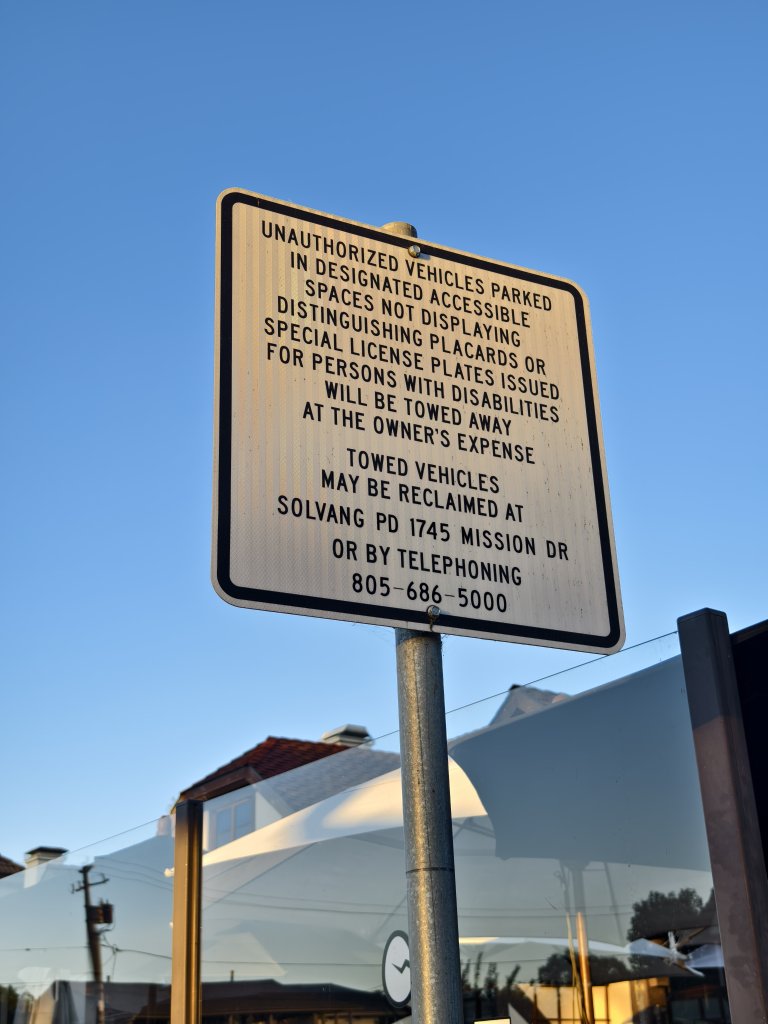 UNAUTHORIZED VEHICLES PARKED
IN DESIGNATED ACCESSIBLE
SPACES NOT DISPLAYING
DISTINGUISHING PLACARDS OR
SPECIAL LICENSE PLATES ISSUED
FOR PERSONS WITH DISABILITIES
WILL BE TOWED AWAY
AT THE OWNER'S EXPENSE
TOWED VEHICLES
MAY BE RECLAIMED AT
SOLVANG PD 1745 MISSION DR
OR BY TELEPHONING
805-686-5000